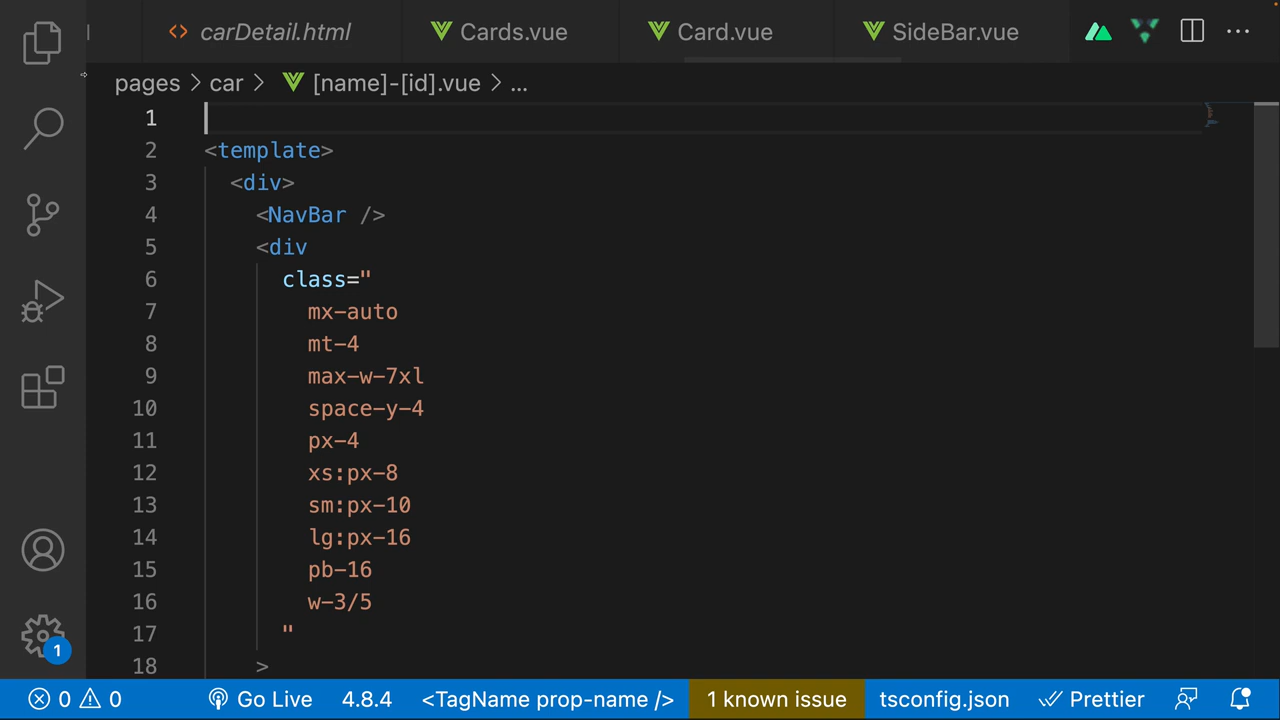 carDetail.html Cards.vue Card.vue SideBar.vue ...
pages > car > [name]-[id].vue > ...
1
2 <template>
3 <div>
4 <NavBar />
5 <div
6 class="
7 mx-auto
8 mt-4
9 max-w-7xl
10 space-y-4
11 px-4
12 xs:px-8
13 sm:px-10
14 lg:px-16
15 pb-16
16 w-3/5
17 "
18 >
1
0 0 Go Live 4.8.4 <TagName prop-name /> 1 known issue tsconfig.json Prettier